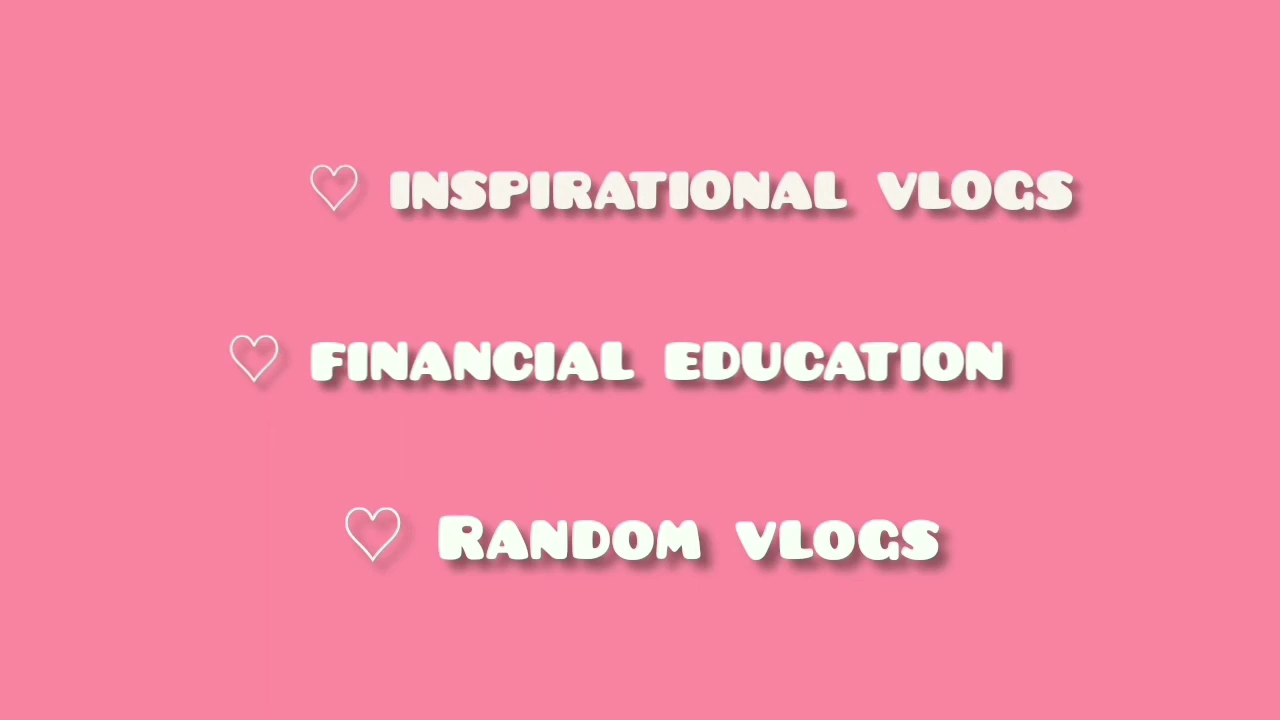 ♡ INSPIRATIONAL VLOGS
♡ FINANCIAL EDUCATION
♡ RANDOM VLOGS